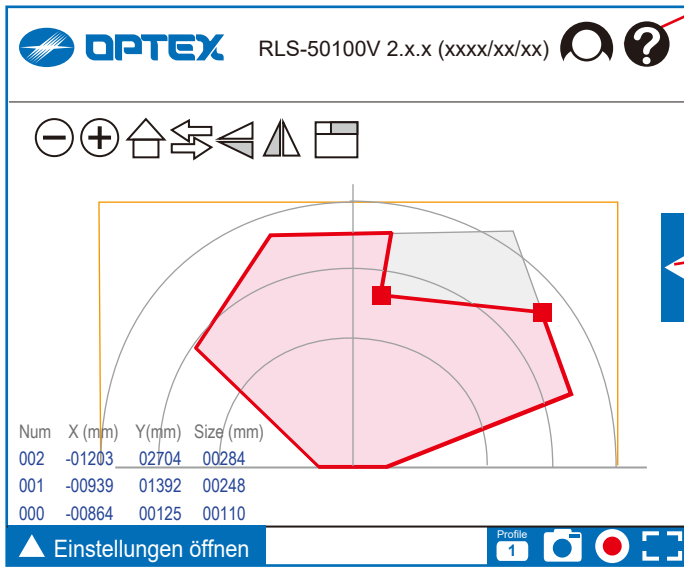 OPTEX RLS-50100V 2.x.x (xxxx/xx/xx) ?
Num X (mm) Y(mm) Size (mm)
002 -01203 02704 00284
001 -00939 01392 00248
000 -00864 00125 00110
Einstellungen öffnen
Profile
1